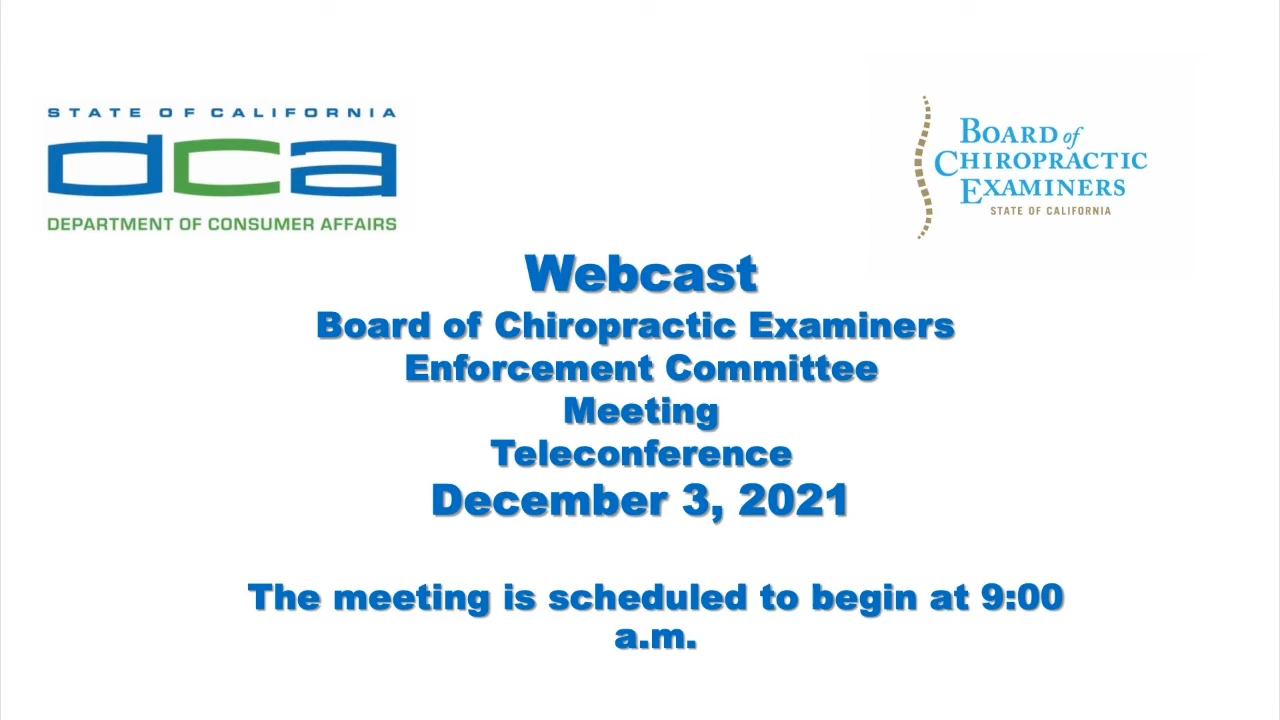 STATE OF CALIFORNIA
dca
DEPARTMENT OF CONSUMER AFFAIRS
BOARD of
CHIROPRACTIC
EXAMINERS
STATE OF CALIFORNIA
Webcast
Board of Chiropractic Examiners
Enforcement Committee
Meeting
Teleconference
December 3, 2021
The meeting is scheduled to begin at 9:00
a.m.